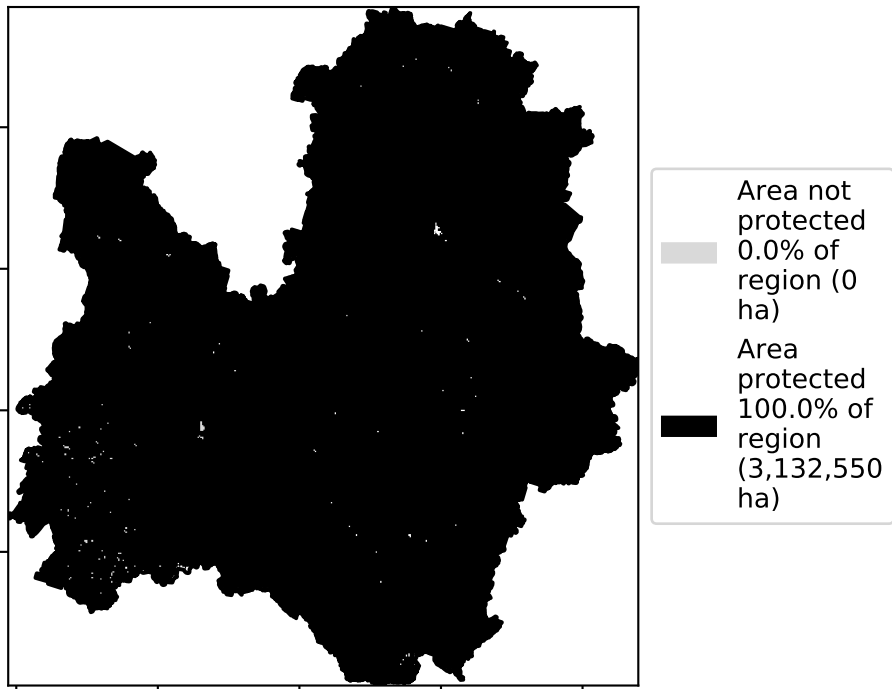 Area not
protected
0.0% of
region (0
ha)
Area
protected
100.0% of
region
(3,132,550
ha)